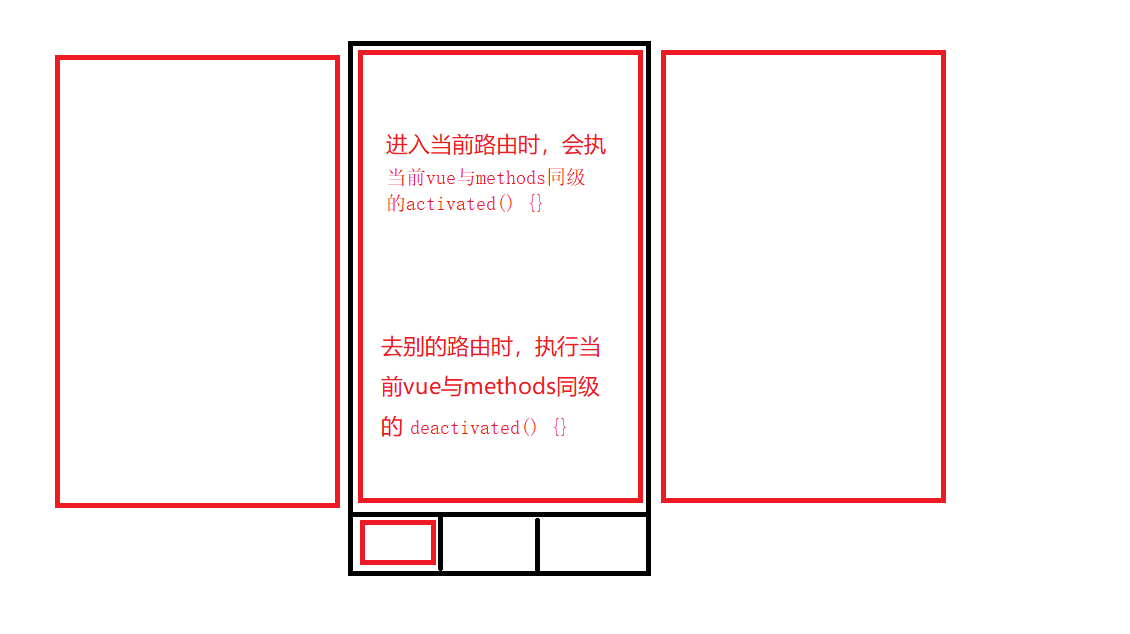 进入当前路由时，会执
当前vue与methods同级
的activated() {}
去别的路由时，执行当
前vue与methods同级
的 deactivated() {}